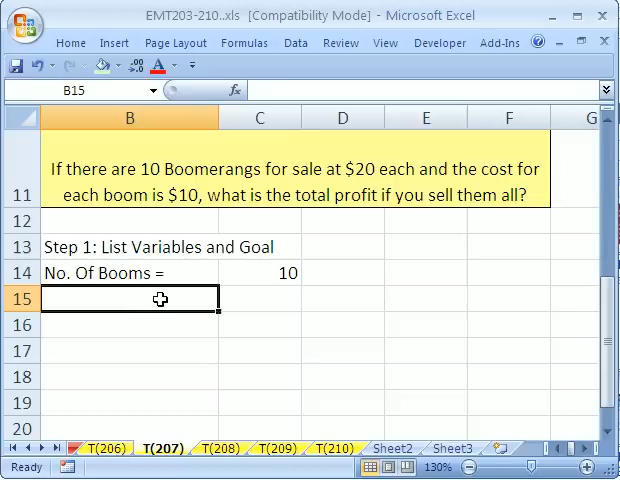 EMT203-210..xls [Compatibility Mode] - Microsoft Excel
Home Insert Page Layout Formulas Data Review View Developer Add-Ins
B15 fx
B C D E F G
11 If there are 10 Boomerangs for sale at $20 each and the cost for
each boom is $10, what is the total profit if you sell them all?
12
13 Step 1: List Variables and Goal
14 No. Of Booms = 10
15
16
17
18
19
20
T(206) T(207) T(208) T(209) T(210) Sheet2 Sheet3
Ready 130%